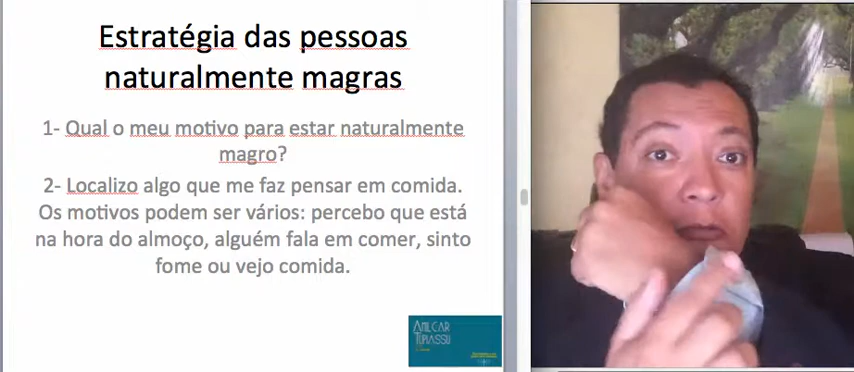 Estratégia das pessoas
naturalmente magras
1- Qual o meu motivo para estar naturalmente
magro?
2- Localizo algo que me faz pensar em comida.
Os motivos podem ser vários: percebo que está
na hora do almoço, alguém fala em comer, sinto
fome ou vejo comida.
AMILCAR
TUPIASSU